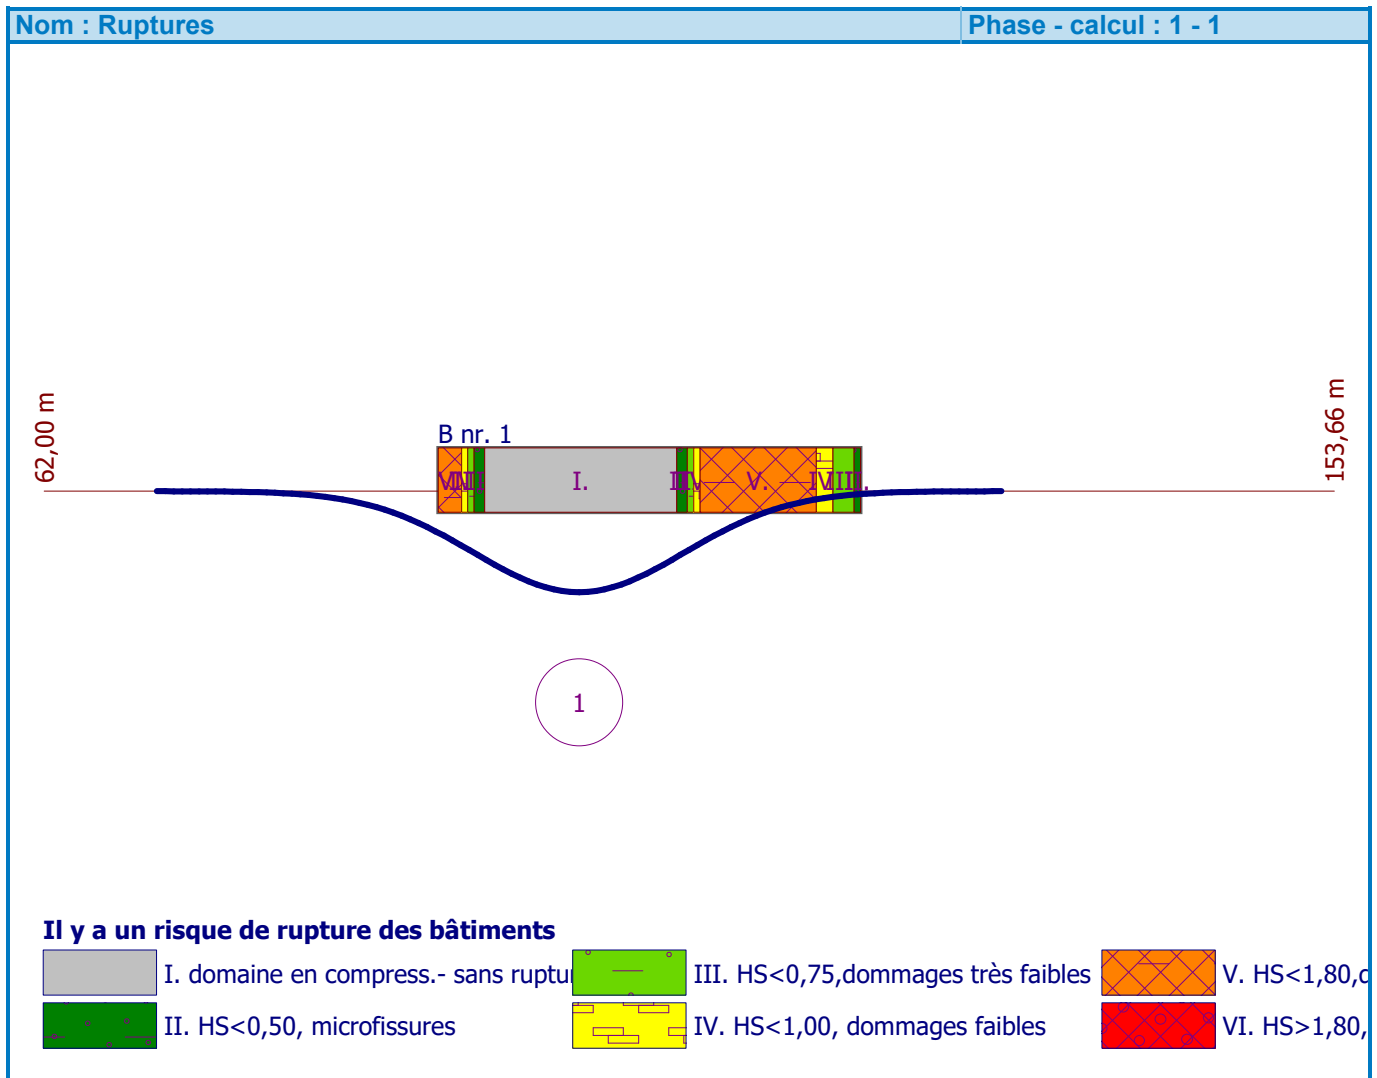 Nom : Ruptures
Phase - calcul : 1 - 1
62,00 m
153,66 m
B nr. 1
I.
V.
IV
III.
1
Il y a un risque de rupture des bâtiments
I. domaine en compress.- sans ruptu
III. HS<0,75,dommages très faibles
V. HS<1,80,d
II. HS<0,50, microfissures
IV. HS<1,00, dommages faibles
VI. HS>1,80,